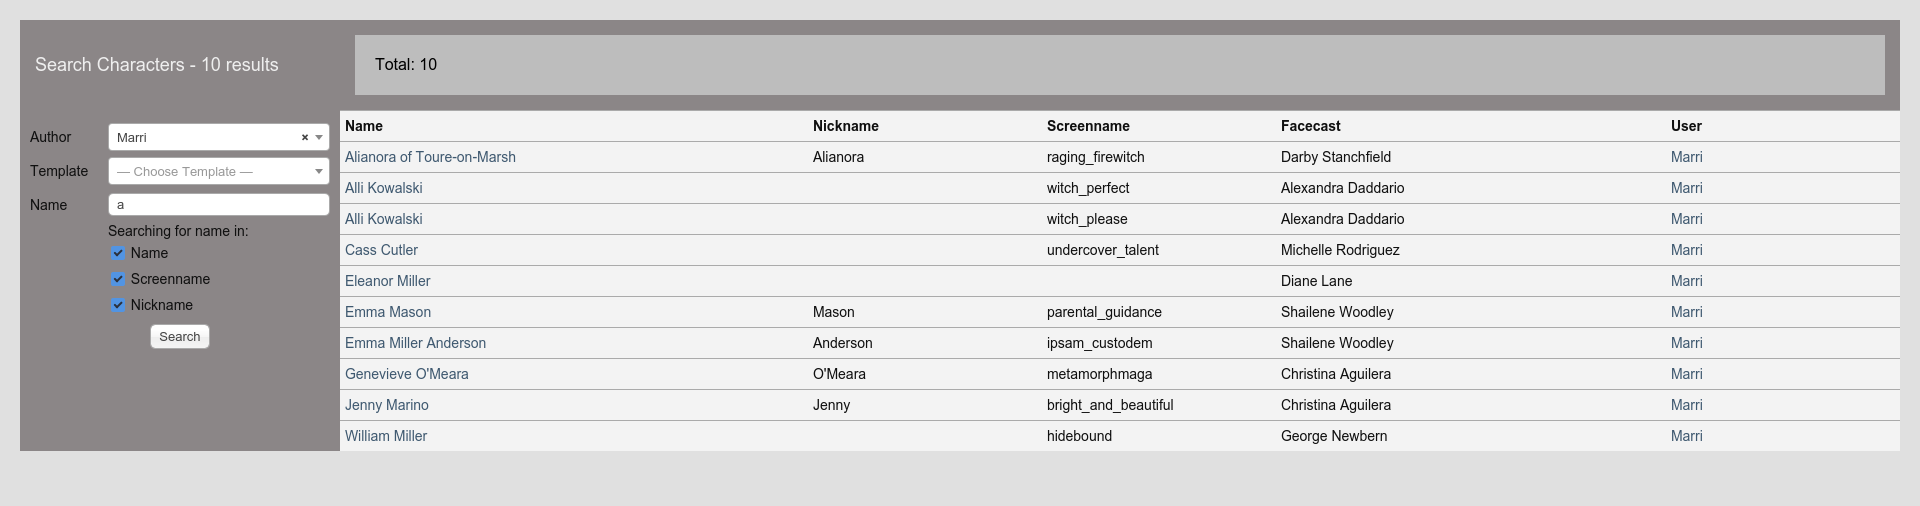 Search Characters - 10 results
Total: 10
Author Marri ×
Template — Choose Template —
Name a
Searching for name in:
Name
Screenname
Nickname
Search
Name Nickname Screenname Facecast User
Alianora of Toure-on-Marsh Alianora raging_firewitch Darby Stanchfield Marri
Alli Kowalski witch_perfect Alexandra Daddario Marri
Alli Kowalski witch_please Alexandra Daddario Marri
Cass Cutler undercover_talent Michelle Rodriguez Marri
Eleanor Miller Diane Lane Marri
Emma Mason Mason parental_guidance Shailene Woodley Marri
Emma Miller Anderson Anderson ipsam_custodem Shailene Woodley Marri
Genevieve O'Meara O'Meara metamorphmaga Christina Aguilera Marri
Jenny Marino Jenny bright_and_beautiful Christina Aguilera Marri
William Miller hidebound George Newbern Marri